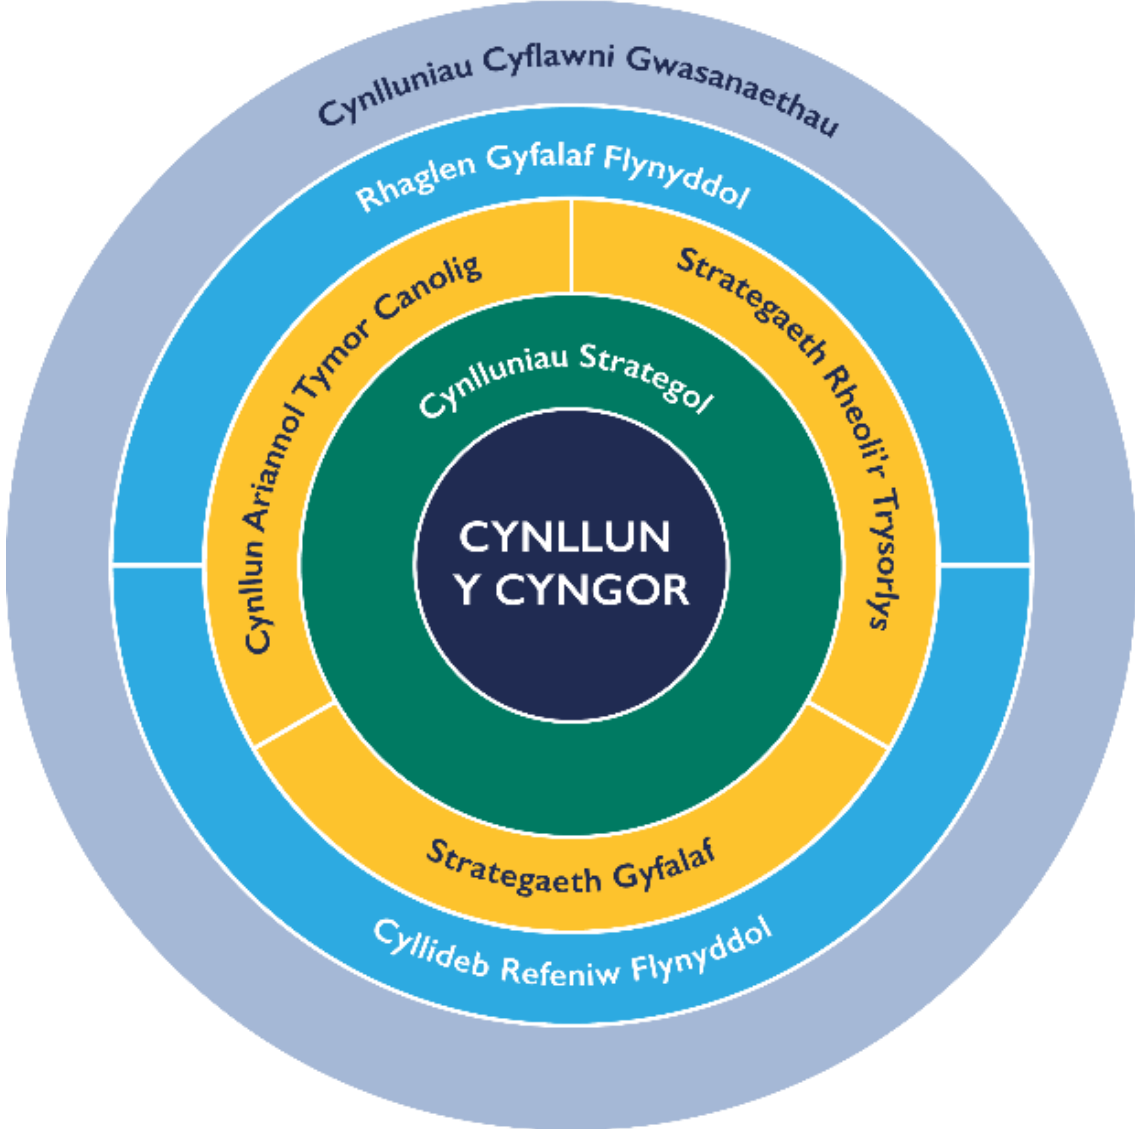 Cynlluniau Cyflawni Gwasanaethau
Rhaglen Gyfalaf Flynyddol
Cynllun Ariannol Tymor Canolig
Strategaeth Rheoli'r Trysorlys
Cynlluniau Strategol
CYNLLUN
Y CYNGOR
Strategaeth Gyfalaf
Cyllideb Refeniw Flynyddol